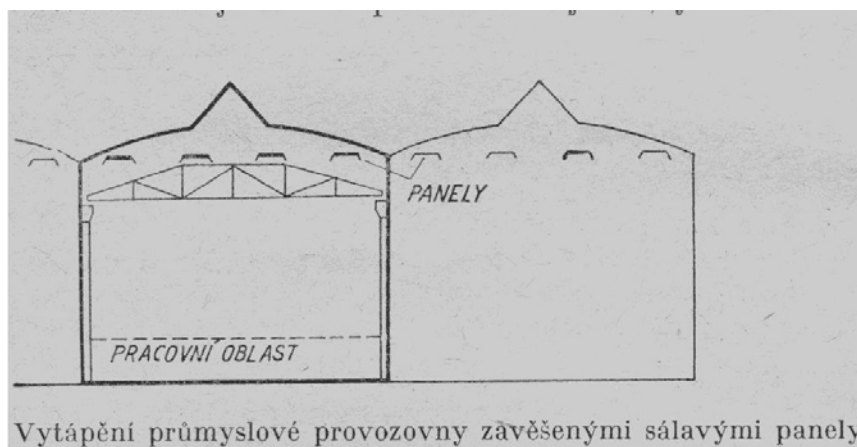 PANELY
PRACOVNÍ OBLAST
Vytápění průmyslové provozovny zavěšenými sálavými panely